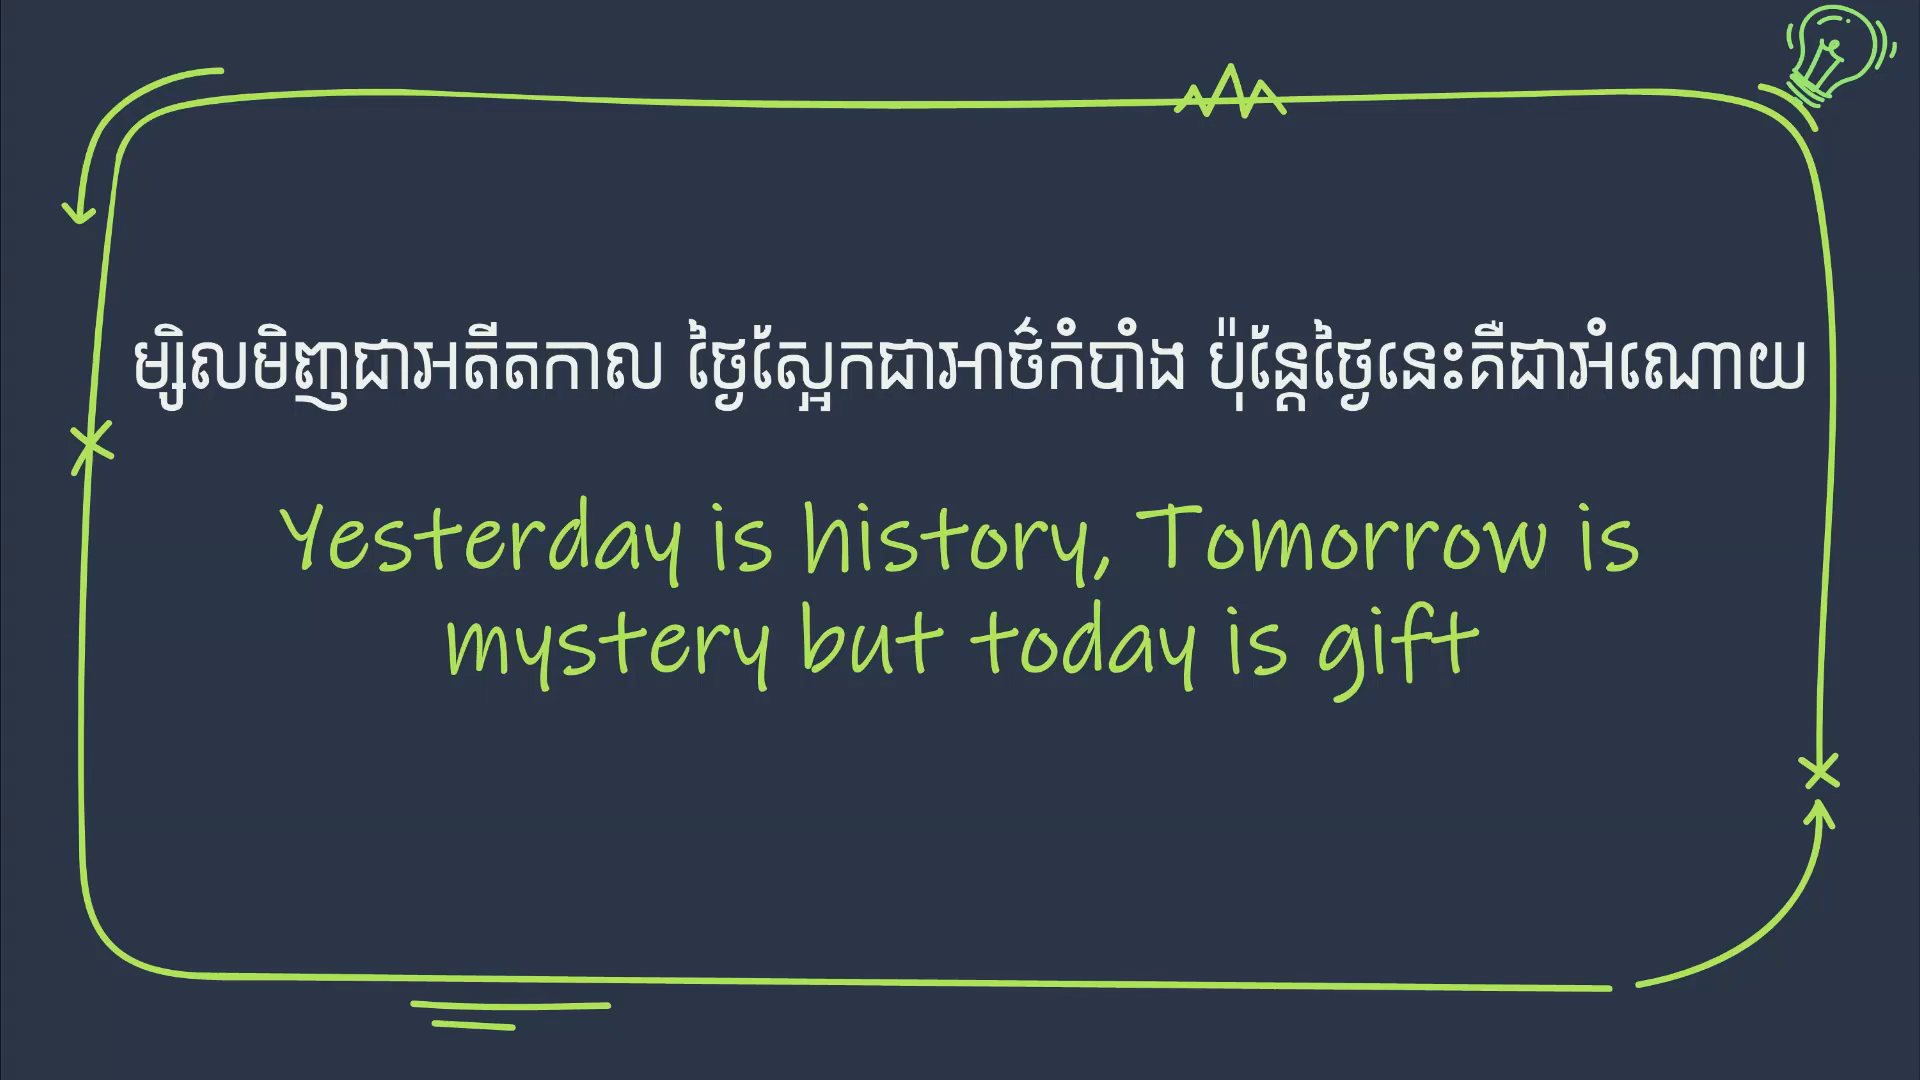 ម្សិលមិញជាអតីតកាល ថ្ងៃស្អែកជាអាថ៌កំបាំង ប៉ុន្តែថ្ងៃនេះគឺជាអំណោយ
Yesterday is history, Tomorrow is
mystery but today is gift